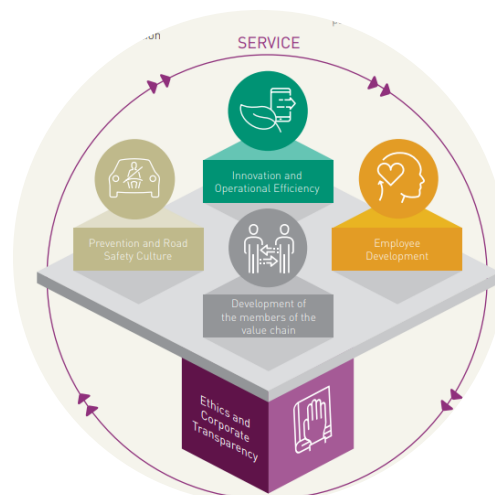 SERVICE
Innovation and
Operational Efficiency
Prevention and Road
Safety Culture
Employee
Development
Development of
the members of the
value chain
Ethics and
Corporate
Transparency